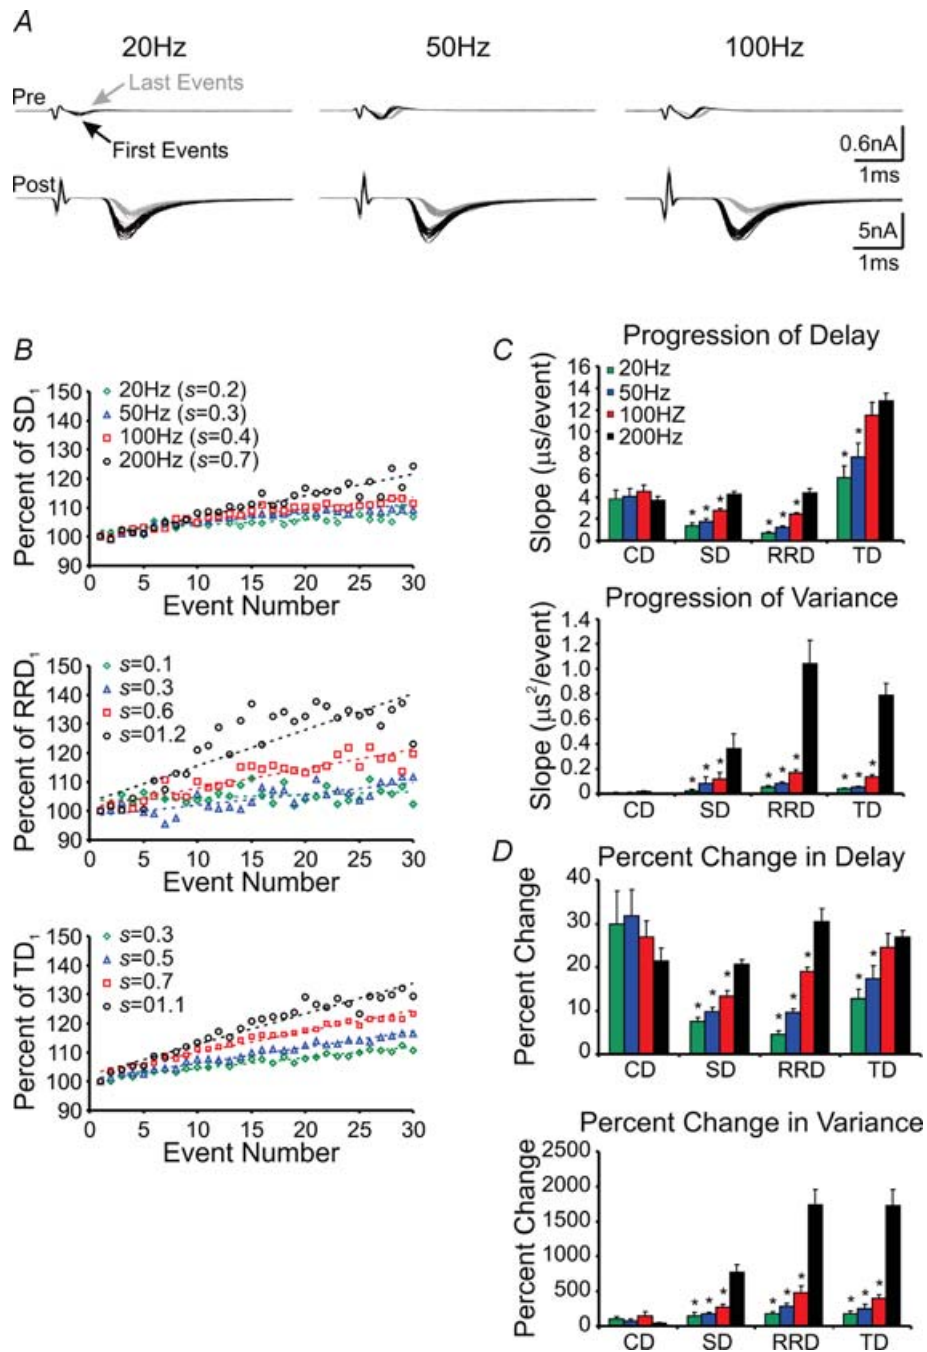 A
20Hz 50Hz 100Hz
Last Events
Pre
First Events
0.6nA
1ms
Post
5nA
1ms
B
Percent of SD1
150
140
130
120
110
100
90
20Hz (s=0.2)
50Hz (s=0.3)
100Hz (s=0.4)
200Hz (s=0.7)
0 5 10 15 20 25 30
Event Number
Percent of RRD1
150
140
130
120
110
100
90
s=0.1
s=0.3
s=0.6
s=01.2
0 5 10 15 20 25 30
Event Number
Percent of TD1
150
140
130
120
110
100
90
s=0.3
s=0.5
s=0.7
s=01.1
0 5 10 15 20 25 30
Event Number
C
Progression of Delay
Slope (µs/event)
16
14
12
10
8
6
4
2
0
20Hz
50Hz
100HZ
200Hz
* * * * * * * *
CD SD RRD TD
Progression of Variance
Slope (µs2/event)
1.4
1.2
1.0
0.8
0.6
0.4
0.2
0
* * * * * * * * *
CD SD RRD TD
D
Percent Change in Delay
Percent Change
40
30
20
10
0
* * * * * * * *
CD SD RRD TD
Percent Change in Variance
Percent Change
2500
2000
1500
1000
500
0
* * * * * * * * *
CD SD RRD TD